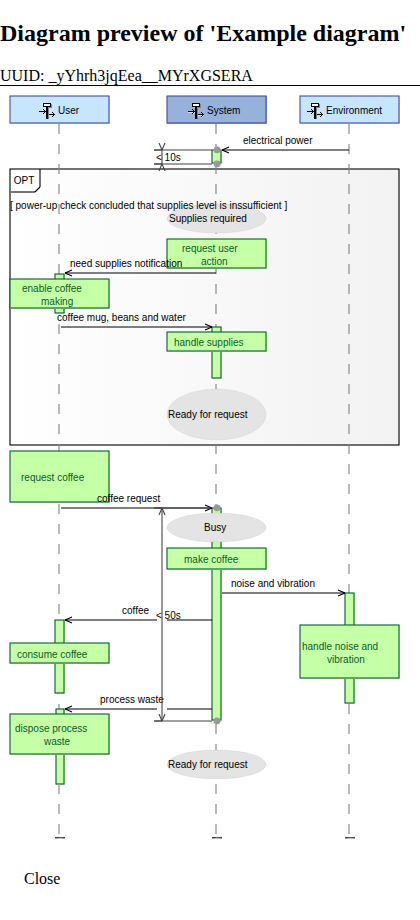 Diagram preview of 'Example diagram'
UUID: _yYhrh3jqEea__MYrXGSERA
User
System
Environment
electrical power
< 10s
OPT
[ power-up check concluded that supplies level is inssufficient ]
Supplies required
request user
action
need supplies notification
enable coffee
making
coffee mug, beans and water
handle supplies
Ready for request
request coffee
coffee request
Busy
make coffee
noise and vibration
coffee
< 50s
handle noise and
vibration
consume coffee
process waste
dispose process
waste
Ready for request
Close